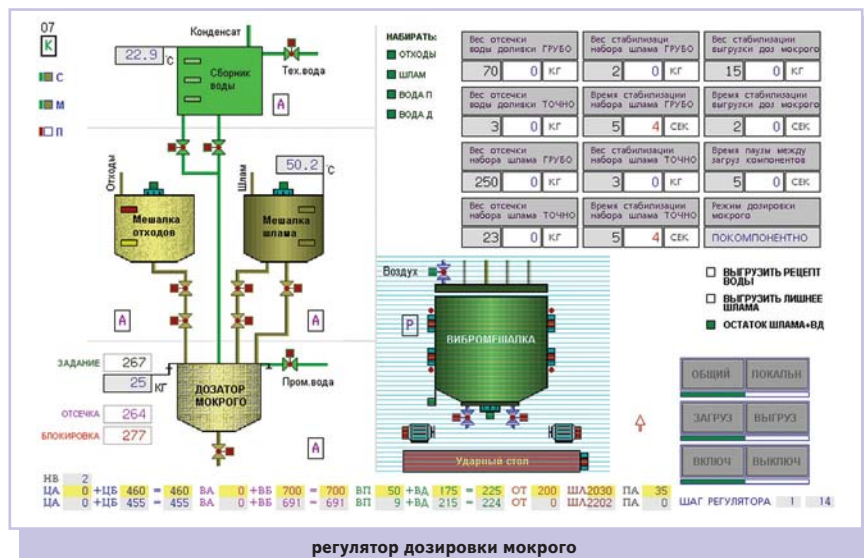 07
К
С
М
П
Конденсат
22.9 °C
Сборник воды
Тех.вода
А
НАБИРАТЬ:
ОТХОДЫ
ШЛАМ
ВОДА П
ВОДА Д
Вес отсечки воды доливки ГРУБО
70 0 КГ
Вес стабилизаци набора шлама ГРУБО
2 0 КГ
Вес стабилизации выгрузки доз мокрого
15 0 КГ
Вес отсечки воды доливки ТОЧНО
3 0 КГ
Время стабилизации набора шлама ГРУБО
5 4 СЕК
Время стабилизации выгрузки доз мокрого
2 0 СЕК
Вес отсечки набора шлама ГРУБО
250 0 КГ
Вес стабилизации набора шлама ТОЧНО
3 0 КГ
Время паузы между загруз компонентов
5 0 СЕК
Вес отсечки набора шлама ТОЧНО
23 0 КГ
Время стабилизации набора шлама ТОЧНО
5 4 СЕК
Режим дозировки мокрого
ПОКОМПОНЕНТНО
Отходы
Шлам
50.2 °C
Мешалка отходов
Мешалка шлама
А
А
Воздух
Р
ВИБРОМЕШАЛКА
Ударный стол
ВЫГРУЗИТЬ РЕЦЕПТ ВОДЫ
ВЫГРУЗИТЬ ЛИШНЕЕ ШЛАМА
ОСТАТОК ШЛАМА+ВД
ЗАДАНИЕ 267
25 КГ
ОТСЕЧКА 264
БЛОКИРОВКА 277
ДОЗАТОР МОКРОГО
Пром.вода
А
ОБЩИЙ ЛОКАЛЬН
ЗАГРУЗ ВЫГРУЗ
ВКЛЮЧ ВЫКЛЮЧ
НВ 2
ЦА 0 +ЦБ 460 = 460 ВА 0 +ВБ 700 = 700 ВП 50 +ВД 175 = 225 ОТ 200 ШЛ2030 ПА 35
ЦА 0 +ЦБ 455 = 455 ВА 0 +ВБ 691 = 691 ВП 9 +ВД 215 = 224 ОТ 0 ШЛ2202 ПА 0
ШАГ РЕГУЛЯТОРА 1 14
регулятор дозировки мокрого